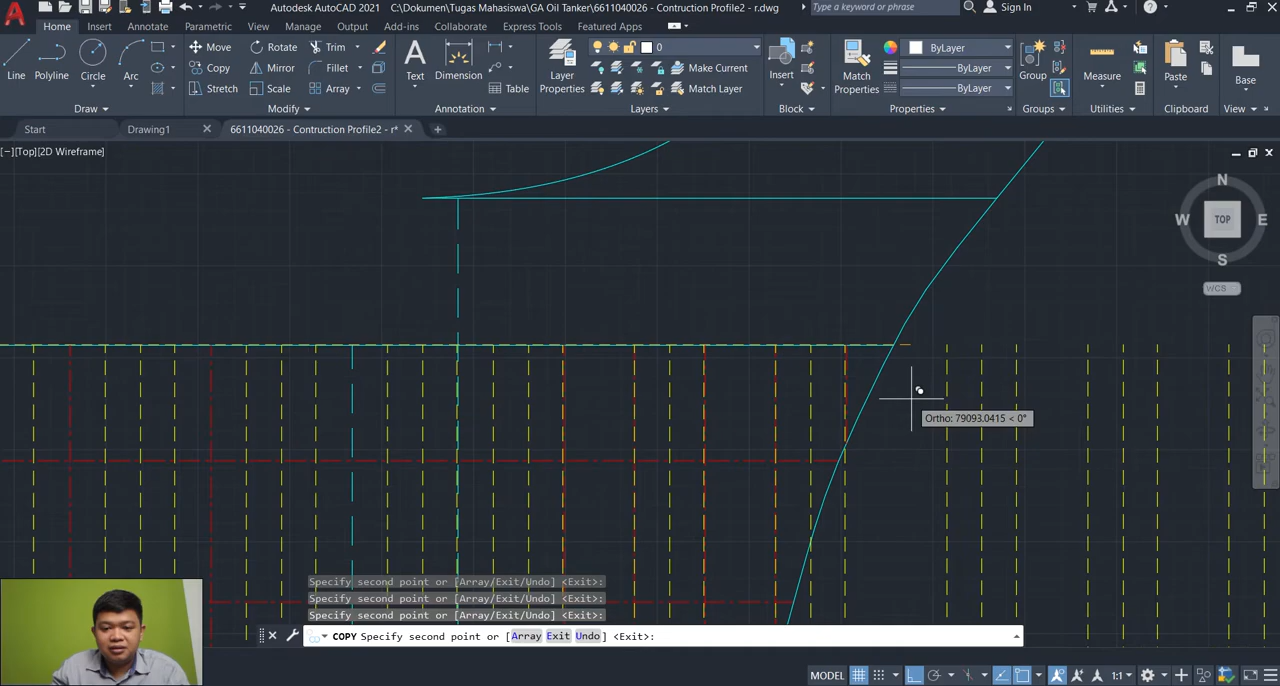 Autodesk AutoCAD 2021 C:\Dokumen\Tugas Mahasiswa\GA Oil Tanker\6611040026 - Contruction Profile2 - r.dwg
Type a keyword or phrase
Sign In
Home Insert Annotate Parametric View Manage Output Add-ins Collaborate Express Tools Featured Apps
Line Polyline Circle Arc
Move Rotate Trim
Copy Mirror Fillet
Stretch Scale Array
Text Dimension Table
Layer Properties
0
Make Current
Match Layer
Insert
Match Properties
ByLayer
ByLayer
ByLayer
Group
Measure
Paste
Base
Draw Modify Annotation Layers Block Properties Groups Utilities Clipboard View
Start Drawing1 6611040026 - Contruction Profile2 - r*
[−][Top][2D Wireframe]
N
W TOP E
S
WCS
Ortho: 79093.0415 < 0°
Specify second point or [Array/Exit/Undo] <Exit>:
Specify second point or [Array/Exit/Undo] <Exit>:
Specify second point or [Array/Exit/Undo] <Exit>:
COPY Specify second point or [Array Exit Undo] <Exit>:
MODEL 1:1